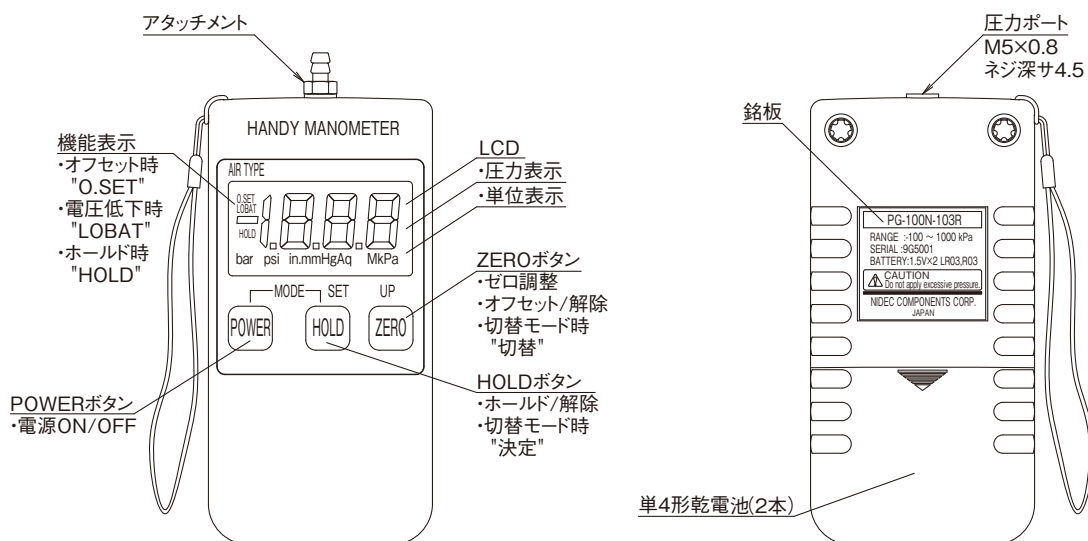 アタッチメント
HANDY MANOMETER
AIR TYPE
機能表示
・オフセット時
"O.SET"
・電圧低下時
"LOBAT"
・ホールド時
"HOLD"
O.SET
LOBAT
HOLD
188.8.8
bar psi in.mmHgAq MkPa
MODE SET UP
POWER HOLD ZERO
LCD
・圧力表示
・単位表示
ZEROボタン
・ゼロ調整
・オフセット/解除
・切替モード時
"切替"
HOLDボタン
・ホールド/解除
・切替モード時
"決定"
POWERボタン
・電源ON/OFF
圧力ポート
M5×0.8
ネジ深サ4.5
銘板
PG-100N-103R
RANGE :-100 ~ 1000 kPa
SERIAL :9G5001
BATTERY:1.5V×2 LR03,R03
CAUTION
Do not apply excessive pressure.
NIDEC COMPONENTS CORP.
JAPAN
単4形乾電池(2本)